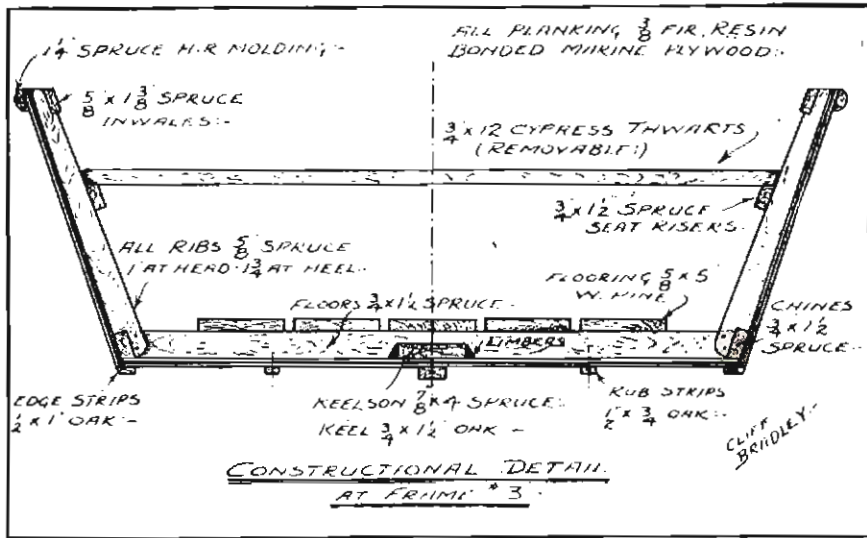 1¼" SPRUCE H.R MOLDING:-
ALL PLANKING ⅜ FIR, RESIN
BONDED MARINE PLYWOOD:-
⅝ x 1⅜ SPRUCE
INWALES:-
¾ x 12 CYPRESS THWARTS
(REMOVABLE:)
¾ x 1½ SPRUCE
SEAT RISERS.
ALL RIBS ⅝ SPRUCE
1" AT HEAD 1¾ AT HEEL.
FLOORING ⅝ x 5
W. PINE
FLOORS ¾ x 1½ SPRUCE.
CHINES
¾ x 1½
SPRUCE
LIMBERS
EDGE STRIPS
½ x 1" OAK:-
KEELSON ⅞ x 4 SPRUCE:-
KEEL ¾ x 1½ OAK -
RUB STRIPS
½ x ¾ OAK:-
CLIFF
BRADLEY:-
CONSTRUCTIONAL DETAIL
AT FRAME #3.